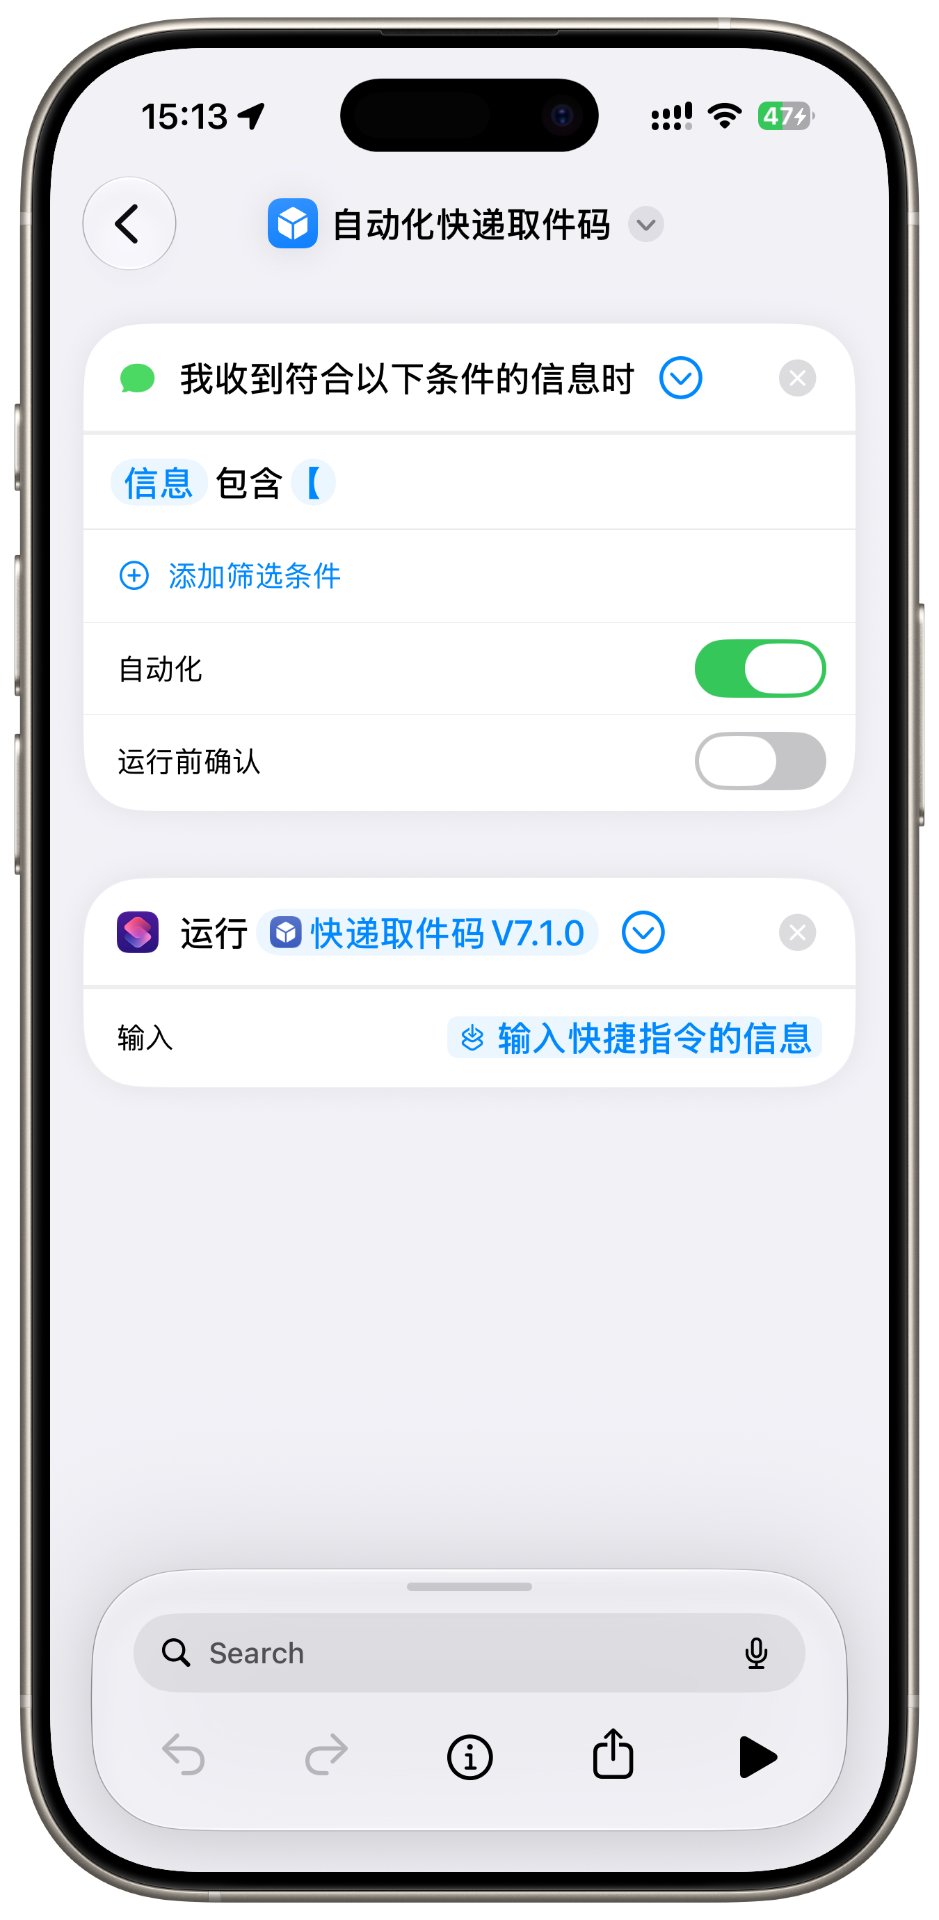 15:13
47
自动化快递取件码
我收到符合以下条件的信息时
信息 包含 【
添加筛选条件
自动化
运行前确认
运行 快递取件码 V7.1.0
输入 输入快捷指令的信息
Search